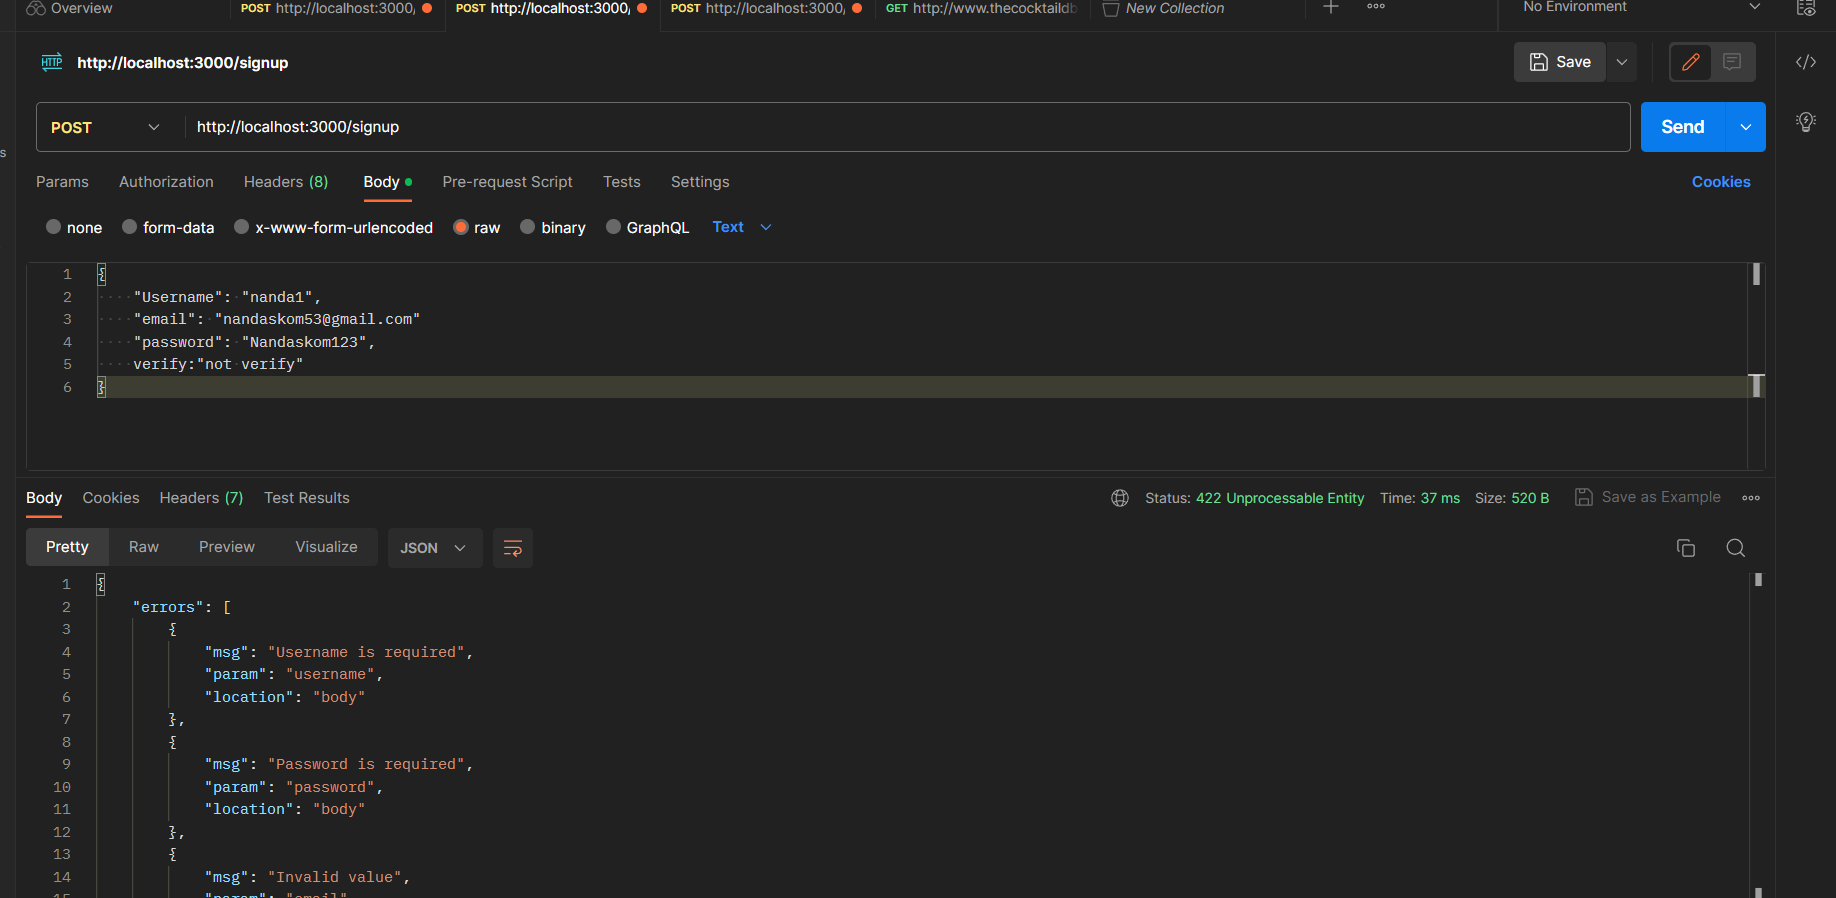 Overview
POST http://localhost:3000/
POST http://localhost:3000/
POST http://localhost:3000/
GET http://www.thecocktaildb
New Collection
No Environment
HTTP http://localhost:3000/signup
Save
POST http://localhost:3000/signup
Send
Params Authorization Headers (8) Body Pre-request Script Tests Settings Cookies
none form-data x-www-form-urlencoded raw binary GraphQL Text
s
1 {
2 "Username": "nanda1",
3 "email": "nandaskom53@gmail.com"
4 "password": "Nandaskom123",
5 verify:"not verify"
6 }
Body Cookies Headers (7) Test Results Status: 422 Unprocessable Entity Time: 37 ms Size: 520 B Save as Example
Pretty Raw Preview Visualize JSON
1 {
2 "errors": [
3 {
4 "msg": "Username is required",
5 "param": "username",
6 "location": "body"
7 },
8 {
9 "msg": "Password is required",
10 "param": "password",
11 "location": "body"
12 },
13 {
14 "msg": "Invalid value",
15 "param": "email"